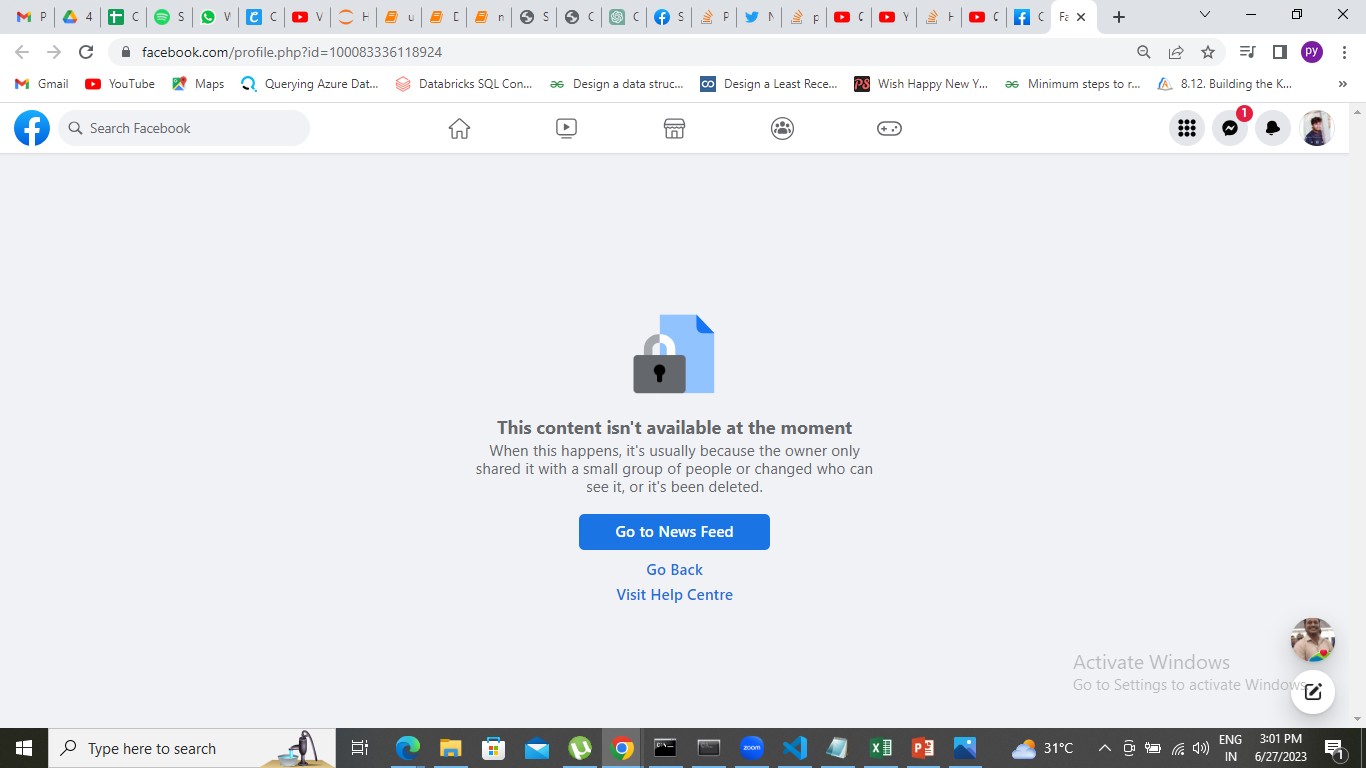 P
4
C
S
W
C
V
H
u
D
n
S
C
C
S
P
N
p
C
Y
H
C
C
Fa
facebook.com/profile.php?id=100083336118924
py
Gmail
YouTube
Maps
Querying Azure Dat...
Databricks SQL Con...
Design a data struc...
Design a Least Rece...
Wish Happy New Y...
Minimum steps to r...
8.12. Building the K...
»
Search Facebook
1
This content isn't available at the moment
When this happens, it's usually because the owner only
shared it with a small group of people or changed who can
see it, or it's been deleted.
Go to News Feed
Go Back
Visit Help Centre
Activate Windows
Go to Settings to activate Windows.
Type here to search
zoom
31°C
ENG
IN
3:01 PM
6/27/2023
1